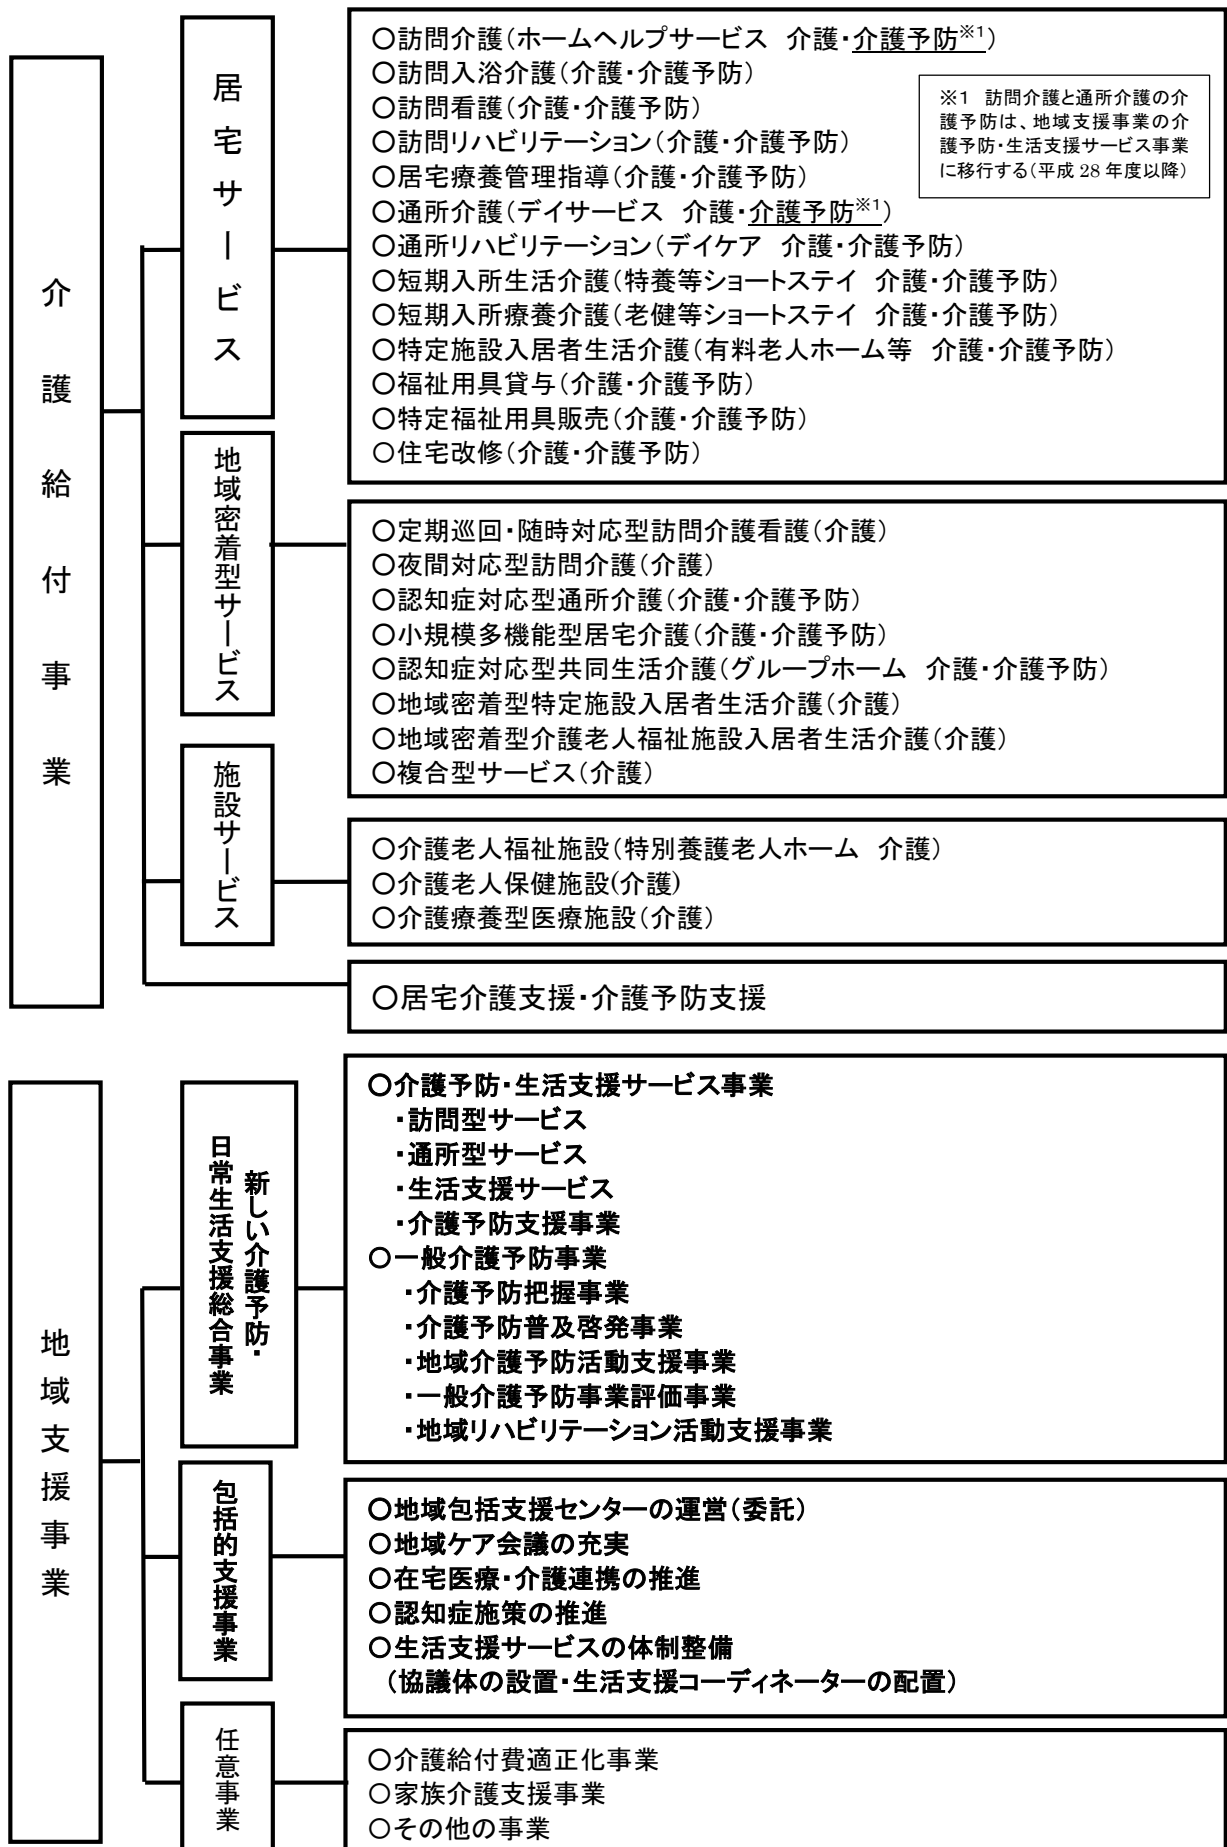 介護給付事業
居宅サービス
○訪問介護(ホームヘルプサービス 介護・介護予防※1)
○訪問入浴介護(介護・介護予防)
○訪問看護(介護・介護予防)
○訪問リハビリテーション(介護・介護予防)
○居宅療養管理指導(介護・介護予防)
○通所介護(デイサービス 介護・介護予防※1)
○通所リハビリテーション(デイケア 介護・介護予防)
○短期入所生活介護(特養等ショートステイ 介護・介護予防)
○短期入所療養介護(老健等ショートステイ 介護・介護予防)
○特定施設入居者生活介護(有料老人ホーム等 介護・介護予防)
○福祉用具貸与(介護・介護予防)
○特定福祉用具販売(介護・介護予防)
○住宅改修(介護・介護予防)
※1 訪問介護と通所介護の介
護予防は、地域支援事業の介
護予防・生活支援サービス事業
に移行する(平成 28 年度以降)
地域密着型サービス
○定期巡回・随時対応型訪問介護看護(介護)
○夜間対応型訪問介護(介護)
○認知症対応型通所介護(介護・介護予防)
○小規模多機能型居宅介護(介護・介護予防)
○認知症対応型共同生活介護(グループホーム 介護・介護予防)
○地域密着型特定施設入居者生活介護(介護)
○地域密着型介護老人福祉施設入居者生活介護(介護)
○複合型サービス(介護)
施設サービス
○介護老人福祉施設(特別養護老人ホーム 介護)
○介護老人保健施設(介護)
○介護療養型医療施設(介護)
○居宅介護支援・介護予防支援
地域支援事業
新しい介護予防・
日常生活支援総合事業
○介護予防・生活支援サービス事業
・訪問型サービス
・通所型サービス
・生活支援サービス
・介護予防支援事業
○一般介護予防事業
・介護予防把握事業
・介護予防普及啓発事業
・地域介護予防活動支援事業
・一般介護予防事業評価事業
・地域リハビリテーション活動支援事業
包括的支援事業
○地域包括支援センターの運営(委託)
○地域ケア会議の充実
○在宅医療・介護連携の推進
○認知症施策の推進
○生活支援サービスの体制整備
(協議体の設置・生活支援コーディネーターの配置)
任意事業
○介護給付費適正化事業
○家族介護支援事業
○その他の事業